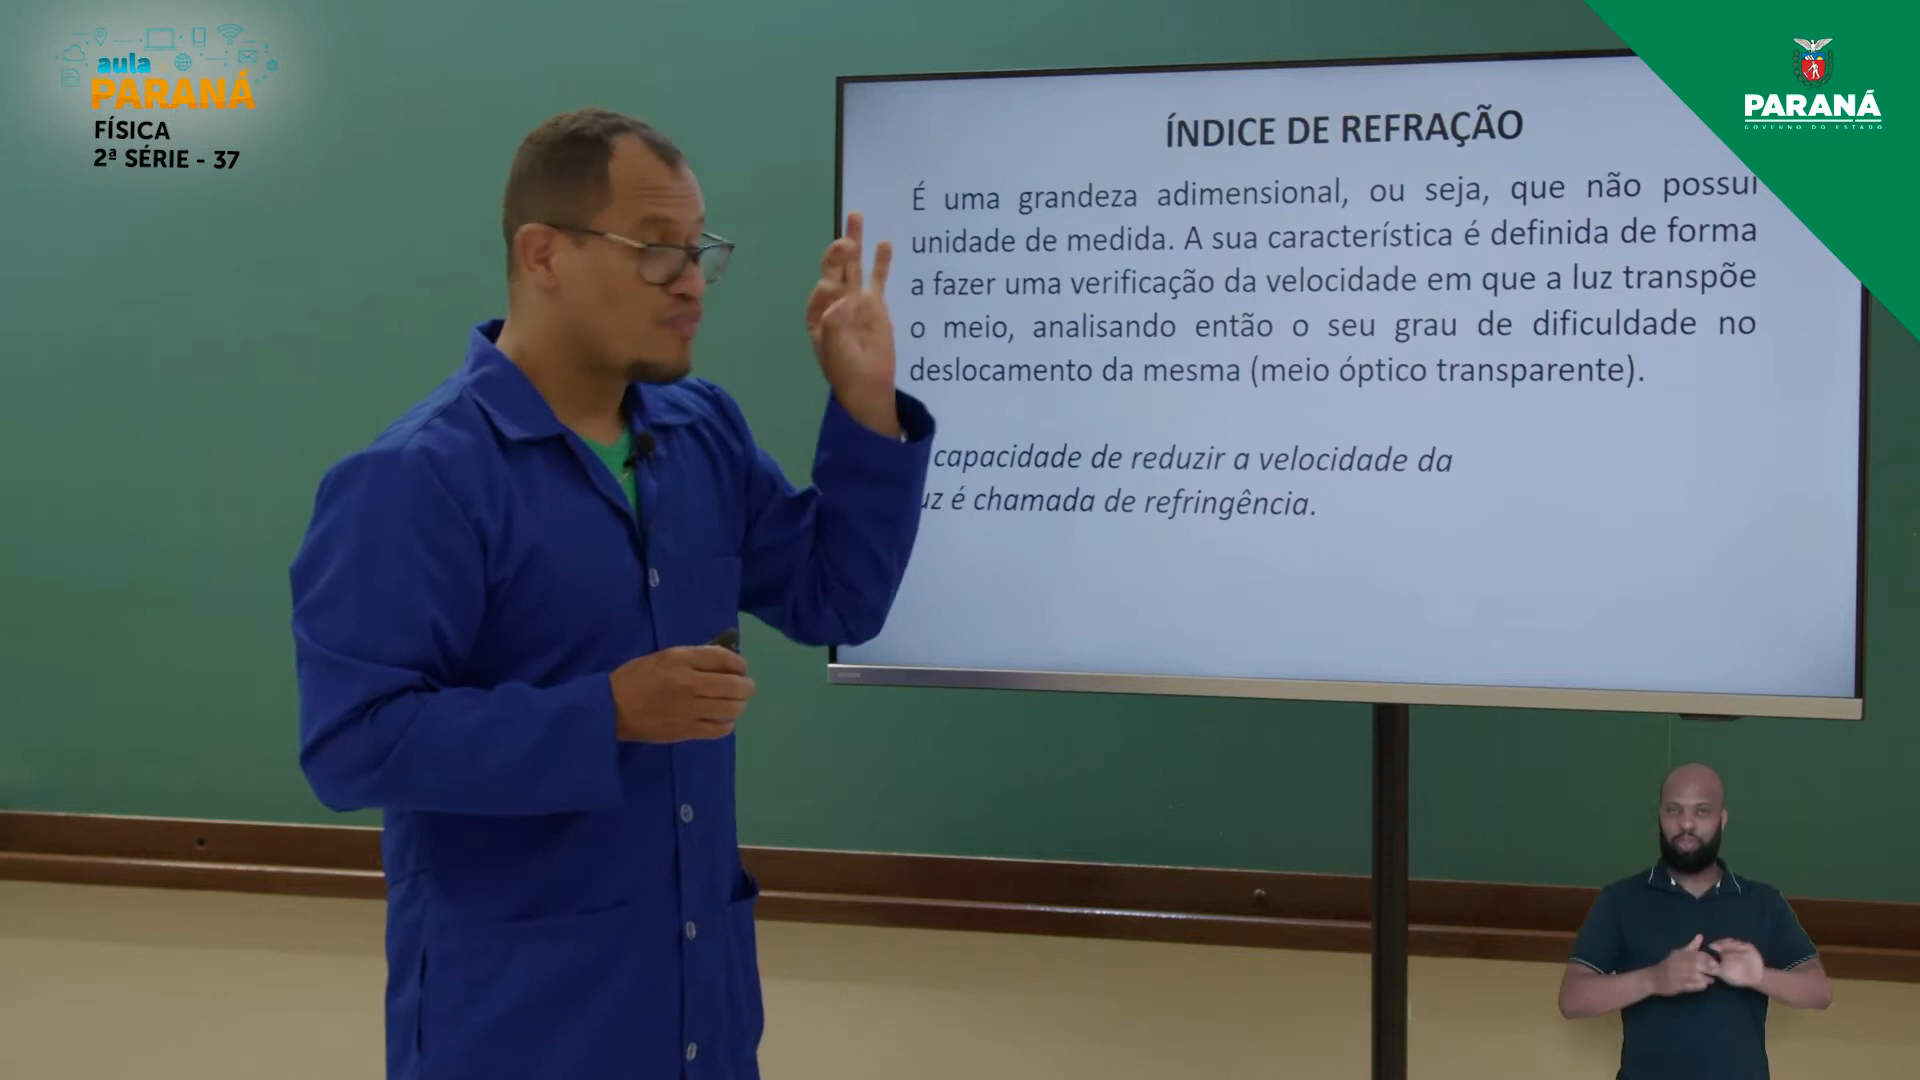 aula
PARANÁ
FÍSICA
2ª SÉRIE - 37
PARANÁ
GOVERNO DO ESTADO
ÍNDICE DE REFRAÇÃO
É uma grandeza adimensional, ou seja, que não possui
unidade de medida. A sua característica é definida de forma
a fazer uma verificação da velocidade em que a luz transpõe
o meio, analisando então o seu grau de dificuldade no
deslocamento da mesma (meio óptico transparente).
capacidade de reduzir a velocidade da
é chamada de refringência.